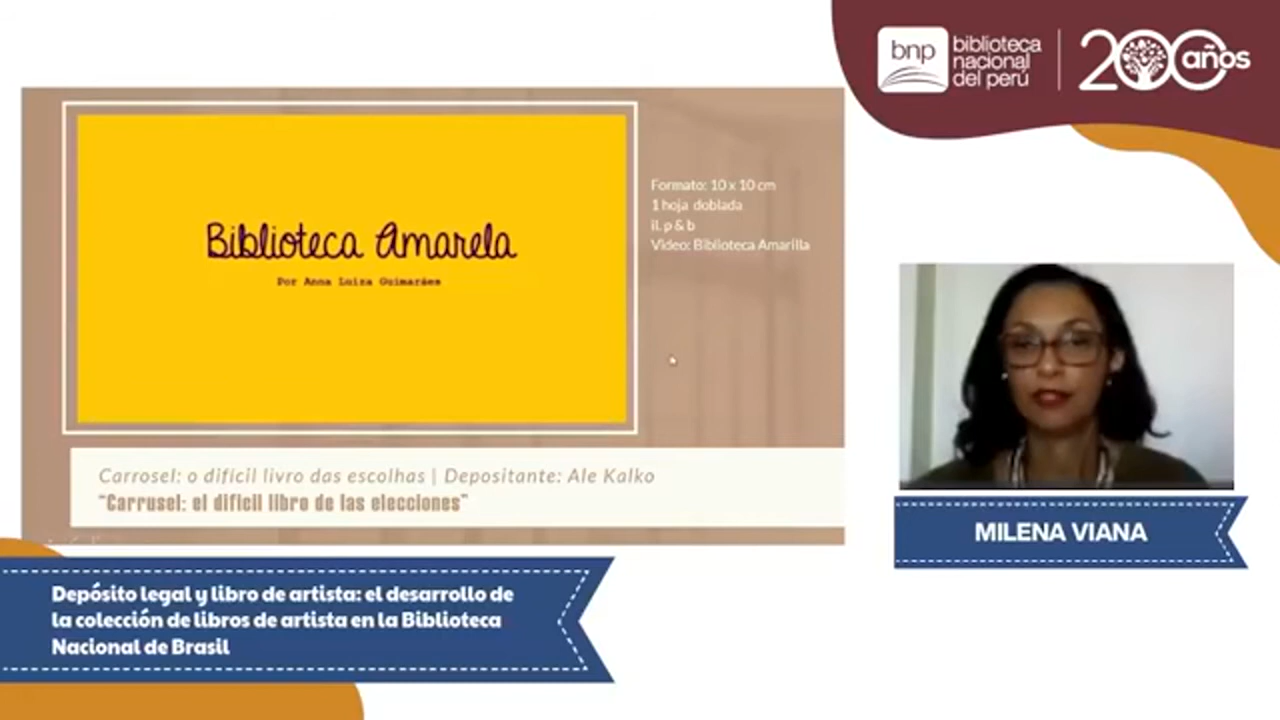 bnp
biblioteca
nacional
del perú
200 años
Biblioteca Amarela
Por Anna Luiza Guimarães
Formato: 10 x 10 cm
1 hoja doblada
il. p & b
Video: Biblioteca Amarilla
Carrosel: o difícil livro das escolhas | Depositante: Ale Kalko
“Carrusel: el difícil libro de las elecciones”
MILENA VIANA
Depósito legal y libro de artista: el desarrollo de
la colección de libros de artista en la Biblioteca
Nacional de Brasil